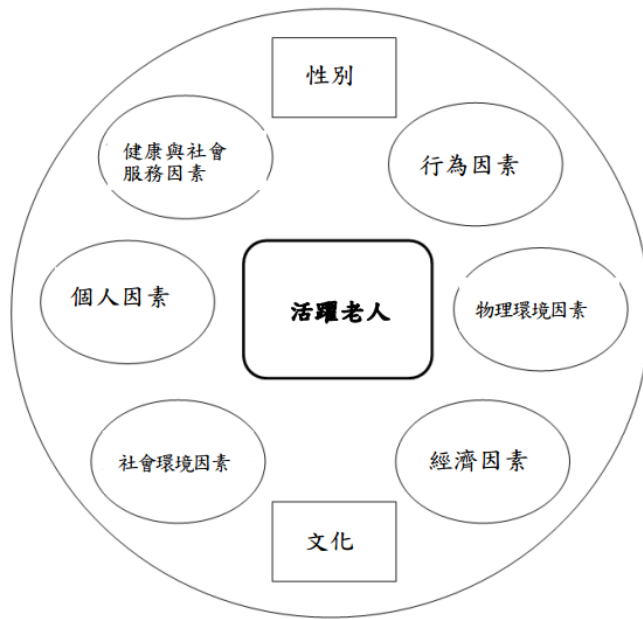 性別
健康與社會
服務因素
行為因素
個人因素
活躍老人
物理環境因素
社會環境因素
經濟因素
文化